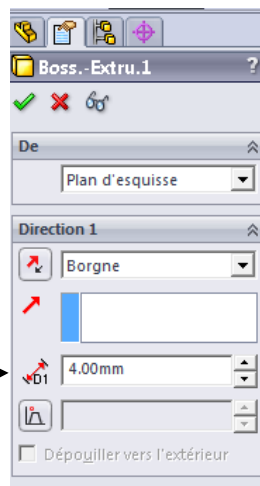 Boss.-Extru.1 ?
De
Plan d'esquisse
Direction 1
Borgne
D1 4.00mm
Dépouiller vers l'extérieur